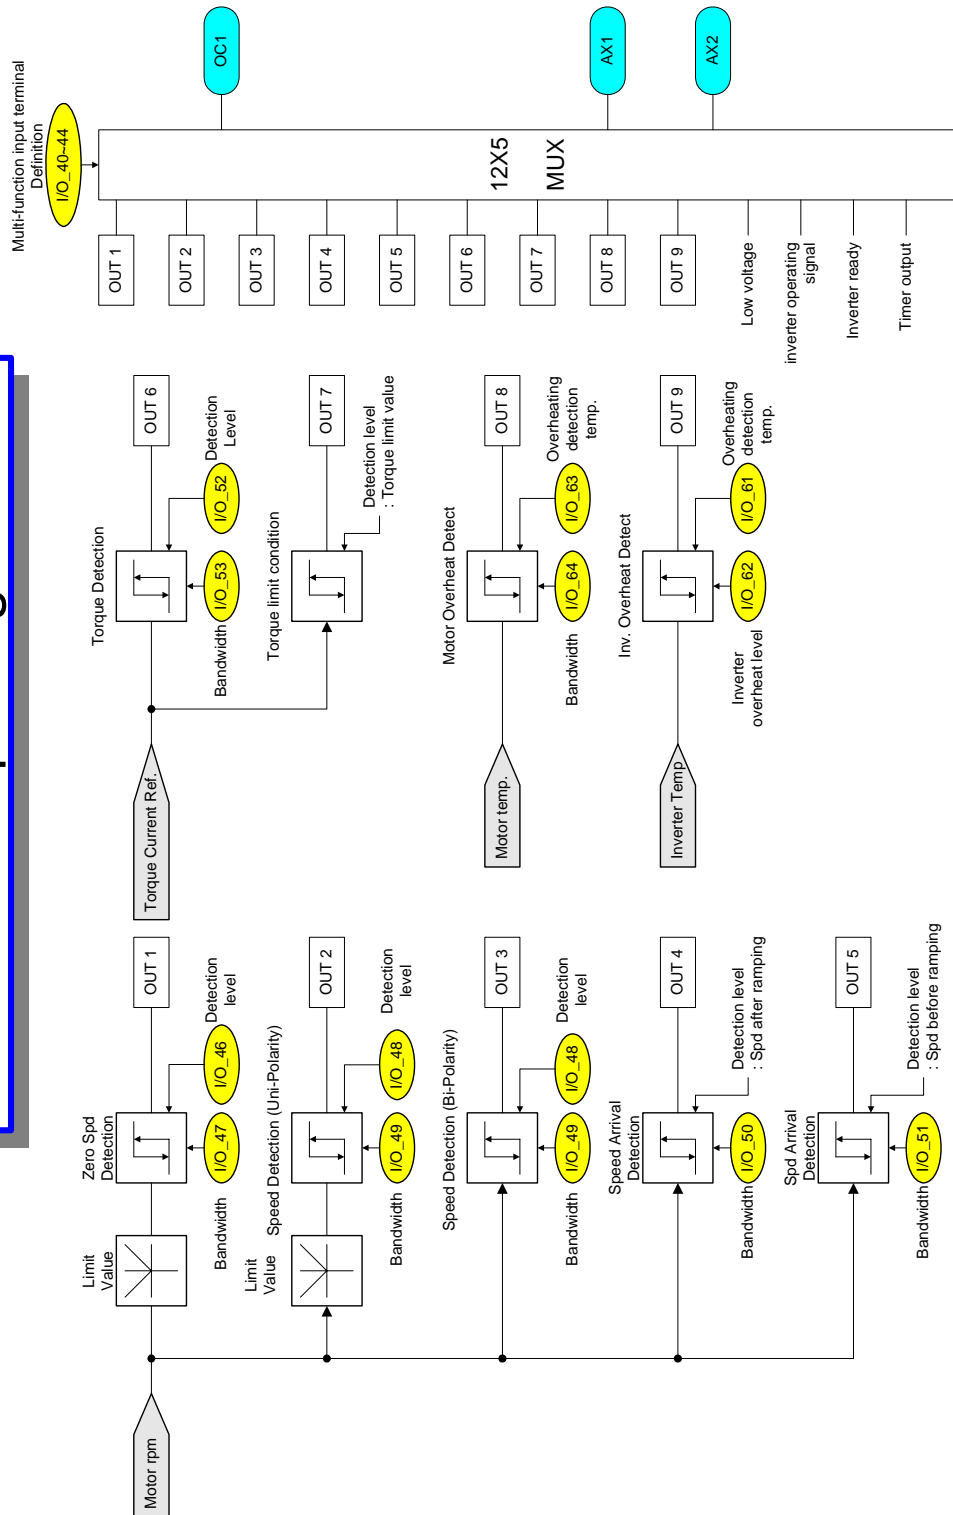 Motor rpm
Limit
Value
Zero Spd
Detection
I/O_47
Bandwidth
I/O_46
Detection
level
OUT 1
Limit
Value
Speed Detection (Uni-Polarity)
I/O_49
Bandwidth
I/O_48
Detection
level
OUT 2
Speed Detection (Bi-Polarity)
I/O_49
Bandwidth
I/O_48
Detection
level
OUT 3
Speed Arrival
Detection
I/O_50
Bandwidth
Detection level
: Spd after ramping
OUT 4
Spd Arrival
Detection
I/O_51
Bandwidth
Detection level
: Spd before ramping
OUT 5
Torque Current Ref.
Torque Detection
I/O_53
Bandwidth
I/O_52
Detection
Level
OUT 6
Torque limit condition
Detection level
: Torque limit value
OUT 7
Motor temp.
Motor Overheat Detect
I/O_64
Bandwidth
I/O_63
Overheating
detection
temp.
OUT 8
Inverter Temp
Inv. Overheat Detect
I/O_62
Inverter
overheat level
I/O_61
Overheating
detection
temp.
OUT 9
Multi-function input terminal
Definition
I/O_40~44
OUT 1
OUT 2
OUT 3
OUT 4
OUT 5
OUT 6
OUT 7
OUT 8
OUT 9
Low voltage
inverter operating
signal
Inverter ready
Timer output
12X5
MUX
OC1
AX1
AX2